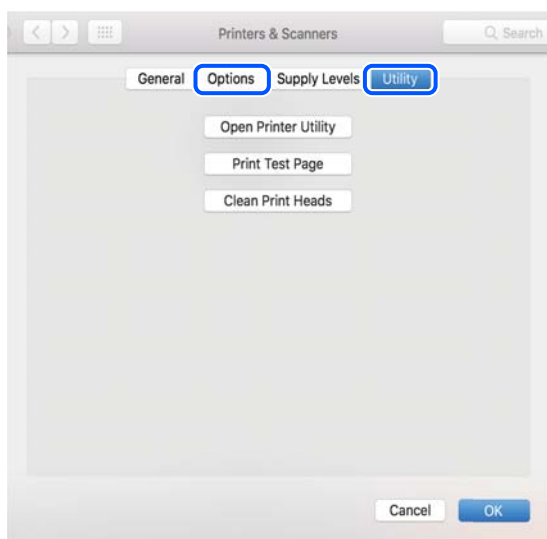 Printers & Scanners Search
General Options Supply Levels Utility
Open Printer Utility
Print Test Page
Clean Print Heads
Cancel OK